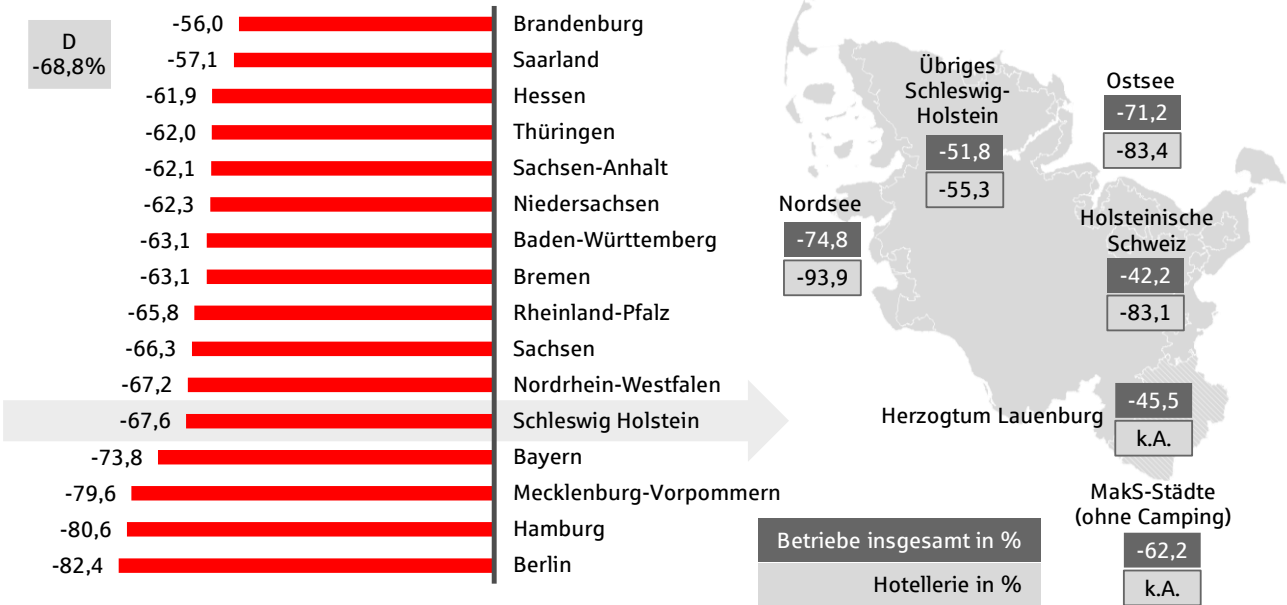 D
-68,8%
-56,0 Brandenburg
-57,1 Saarland
-61,9 Hessen
-62,0 Thüringen
-62,1 Sachsen-Anhalt
-62,3 Niedersachsen
-63,1 Baden-Württemberg
-63,1 Bremen
-65,8 Rheinland-Pfalz
-66,3 Sachsen
-67,2 Nordrhein-Westfalen
-67,6 Schleswig Holstein
-73,8 Bayern
-79,6 Mecklenburg-Vorpommern
-80,6 Hamburg
-82,4 Berlin
Übriges
Schleswig-
Holstein
-51,8
-55,3
Ostsee
-71,2
-83,4
Nordsee
-74,8
-93,9
Holsteinische
Schweiz
-42,2
-83,1
Herzogtum Lauenburg
-45,5
k.A.
MakS-Städte
(ohne Camping)
-62,2
k.A.
Betriebe insgesamt in %
Hotellerie in %